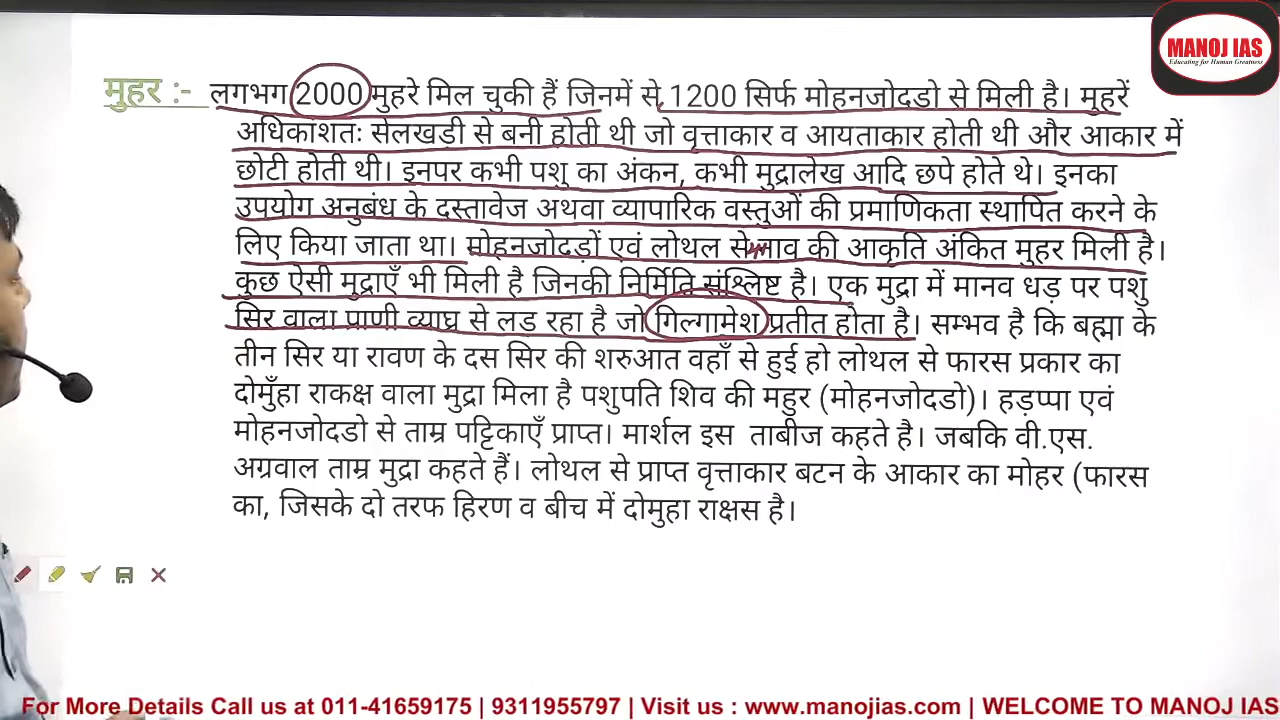 MANOJ IAS
Educating for Human Greatness
मुहर :- लगभग 2000 मुहरे मिल चुकी हैं जिनमें से 1200 सिर्फ मोहनजोदडो से मिली है। मूहरें
अधिकांशतः सेलखडी से बनी होती थी जो वृत्ताकार व आयताकार होती थी और आकार में
छोटी होती थी। इनपर कभी पशु का अंकन, कभी मुद्रालेख आदि छपे होते थे। इनका
उपयोग अनुबंध के दस्तावेज अथवा व्यापारिक वस्तुओं की प्रमाणिकता स्थापित करने के
लिए किया जाता था। मोहनजोदड़ों एवं लोथल से नाव की आकृति अंकित मुहर मिली है।
कुछ ऐसी मुद्राएँ भी मिली है जिनकी निर्मिति संश्लिष्ट है। एक मुद्रा में मानव धड़ पर पशु
सिर वाला पाणी व्याघ्र से लड रहा है जो गिल्गामेश प्रतीत होता है। सम्भव है कि बह्मा के
तीन सिर या रावण के दस सिर की शरुआत वहाँ से हुई हो लोथल से फारस प्रकार का
दोमुँहा राकक्ष वाला मुद्रा मिला है पशुपति शिव की महुर (मोहनजोदडो)। हड़प्पा एवं
मोहनजोदडो से ताम्र पट्टिकाएँ प्राप्त। मार्शल इस ताबीज कहते है। जबकि वी.एस.
अग्रवाल ताम्र मुद्रा कहते हैं। लोथल से प्राप्त वृत्ताकार बटन के आकार का मोहर (फारस
का, जिसके दो तरफ हिरण व बीच में दोमुहा राक्षस है।
For More Details Call us at 011-41659175 | 9311955797 | Visit us : www.manojias.com | WELCOME TO MANOJ IAS